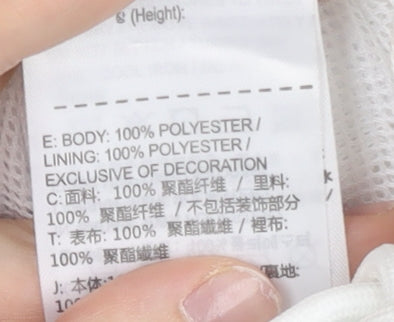 (Height):
E: BODY: 100% POLYESTER /
LINING: 100% POLYESTER /
EXCLUSIVE OF DECORATION
C: 面料: 100% 聚酯纤维 / 里料:
100% 聚酯纤维 / 不包括装饰部分
T: 表布: 100% 聚酯纖維 / 裡布:
100% 聚酯纖維
J: 本体: